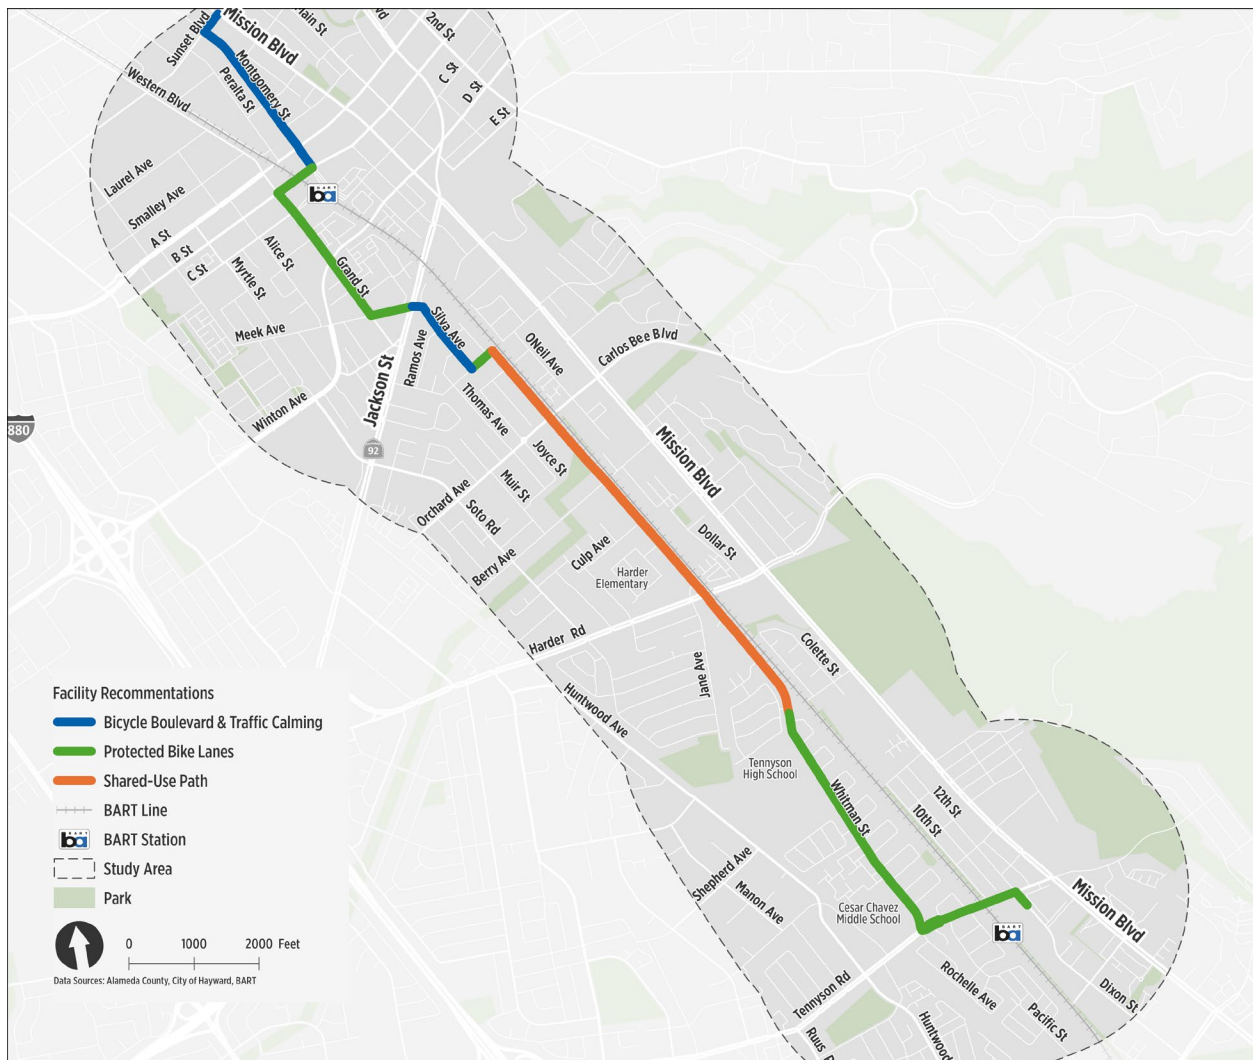 Sunset Blvd
Mission Blvd
Main St
2nd St
C St
D St
E St
Western Blvd
Montgomery St
Peralta St
Laurel Ave
Smalley Ave
A St
B St
C St
Alice St
Myrtle St
Meek Ave
BART
ba
Grand St
Silva Ave
Ramos Ave
Jackson St
Winton Ave
880
92
ONeil Ave
Carlos Bee Blvd
Thomas Ave
Joyce St
Muir St
Orchard Ave
Soto Rd
Mission Blvd
Dollar St
Berry Ave
Culp Ave
Harder
Elementary
Harder Rd
Colette St
Jane Ave
Huntwood Ave
Tennyson
High School
Whitman St
12th St
10th St
Shepherd Ave
Manon Ave
Cesar Chavez
Middle School
Mission Blvd
BART
ba
Tennyson Rd
Rochelle Ave
Dixon St
Pacific St
Huntwood
Ruus
Facility Recommentations
Bicycle Boulevard & Traffic Calming
Protected Bike Lanes
Shared-Use Path
BART Line
BART
ba
BART Station
Study Area
Park
0 1000 2000 Feet
Data Sources: Alameda County, City of Hayward, BART